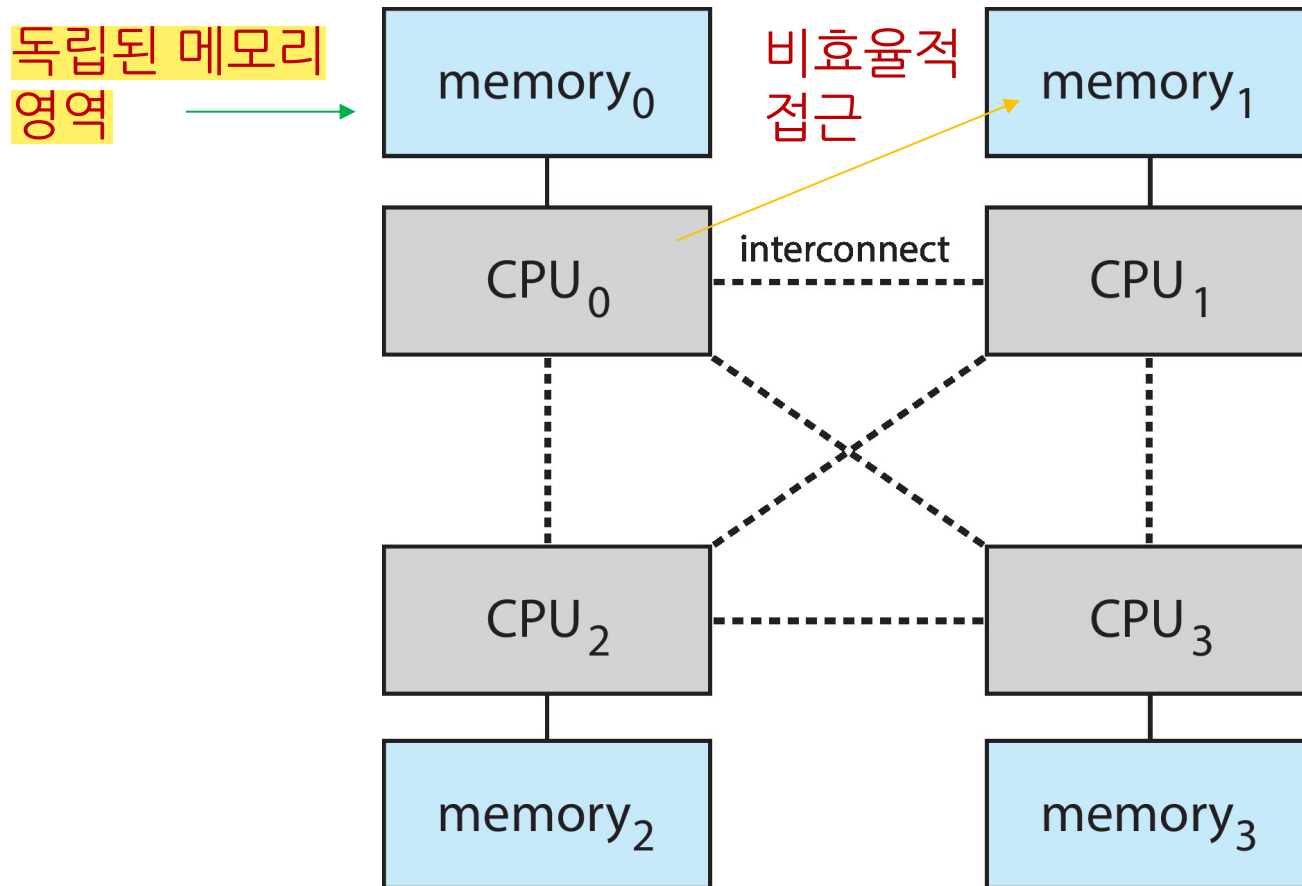 독립된 메모리
영역
memory₀
비효율적
접근
memory₁
CPU₀
interconnect
CPU₁
CPU₂
CPU₃
memory₂
memory₃